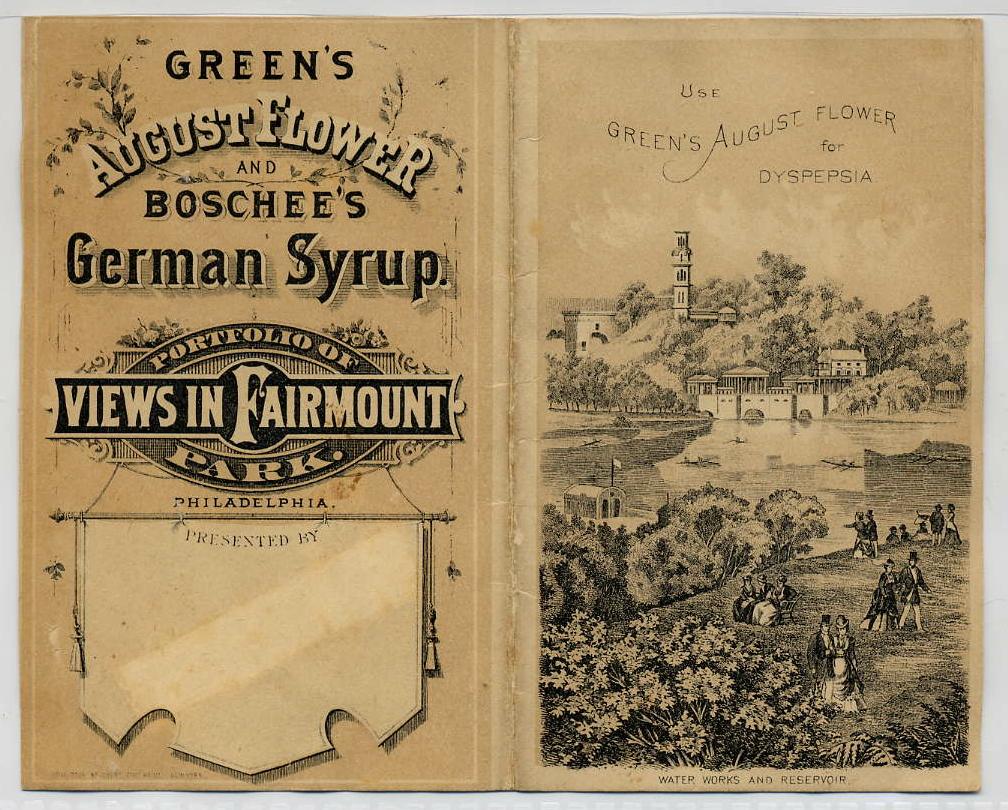 GREEN'S
AUGUST FLOWER
AND
BOSCHEE'S
German Syrup.
PORTFOLIO OF
VIEWS IN FAIRMOUNT
PARK.
PHILADELPHIA.
PRESENTED BY
USE
GREEN'S AUGUST FLOWER
for
DYSPEPSIA
WATER WORKS AND RESERVOIR.